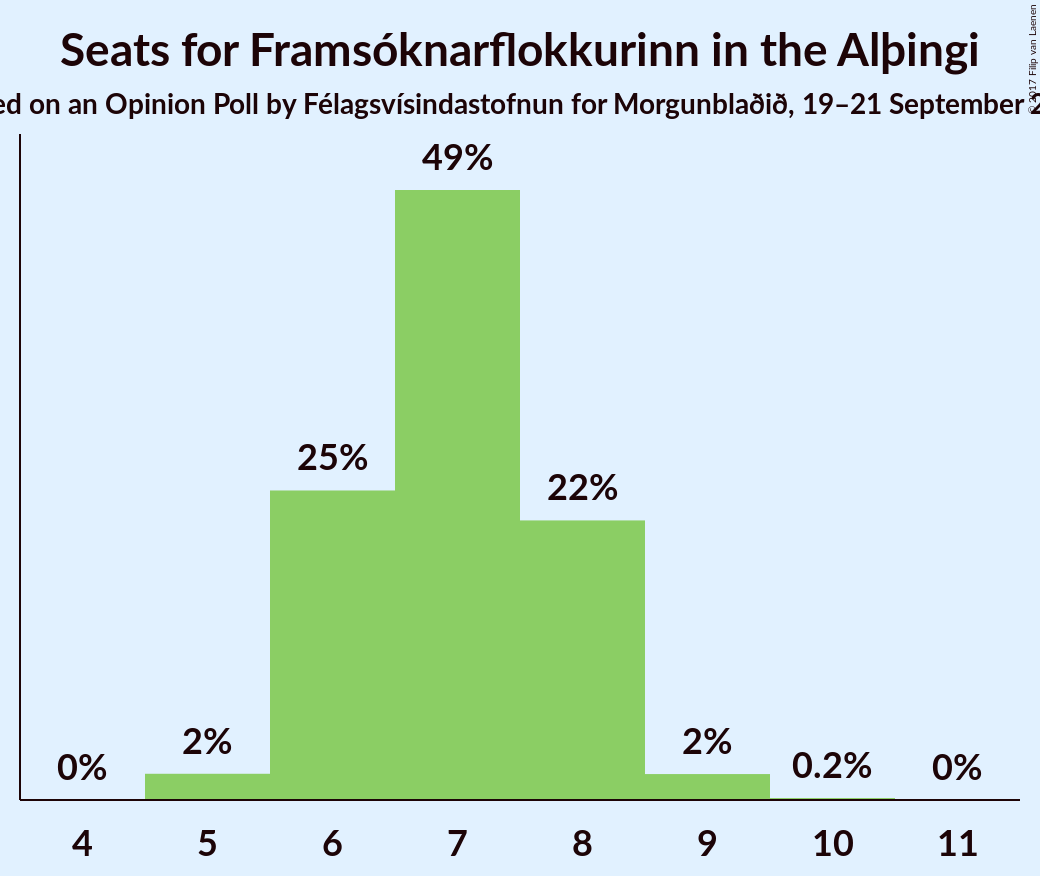 Seats for Framsóknarflokkurinn in the Alþingi
on an Opinion Poll by Félagsvísindastofnun for Morgunblaðið, 19–21 September
© 2017 Filip van Laenen
49%
25%
22%
2%
2%
0%
0.2%
0%
4 5 6 7 8 9 10 11